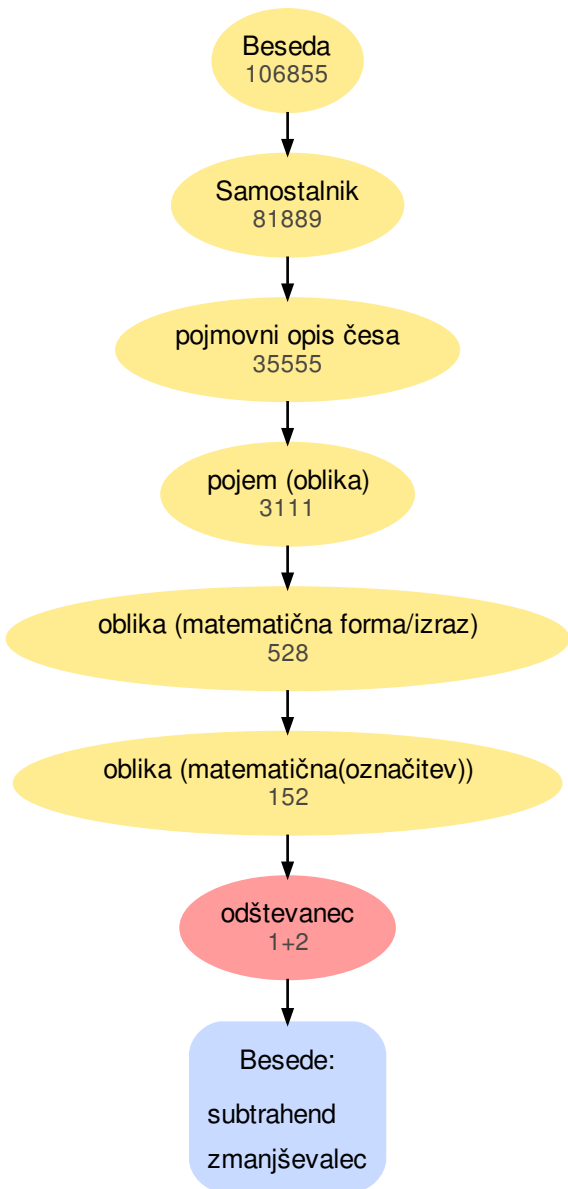 Beseda
106855
Samostalnik
81889
pojmovni opis česa
35555
pojem (oblika)
3111
oblika (matematična forma/izraz)
528
oblika (matematična(označitev))
152
odštevanec
1+2
Besede:
subtrahend
zmanjševalec